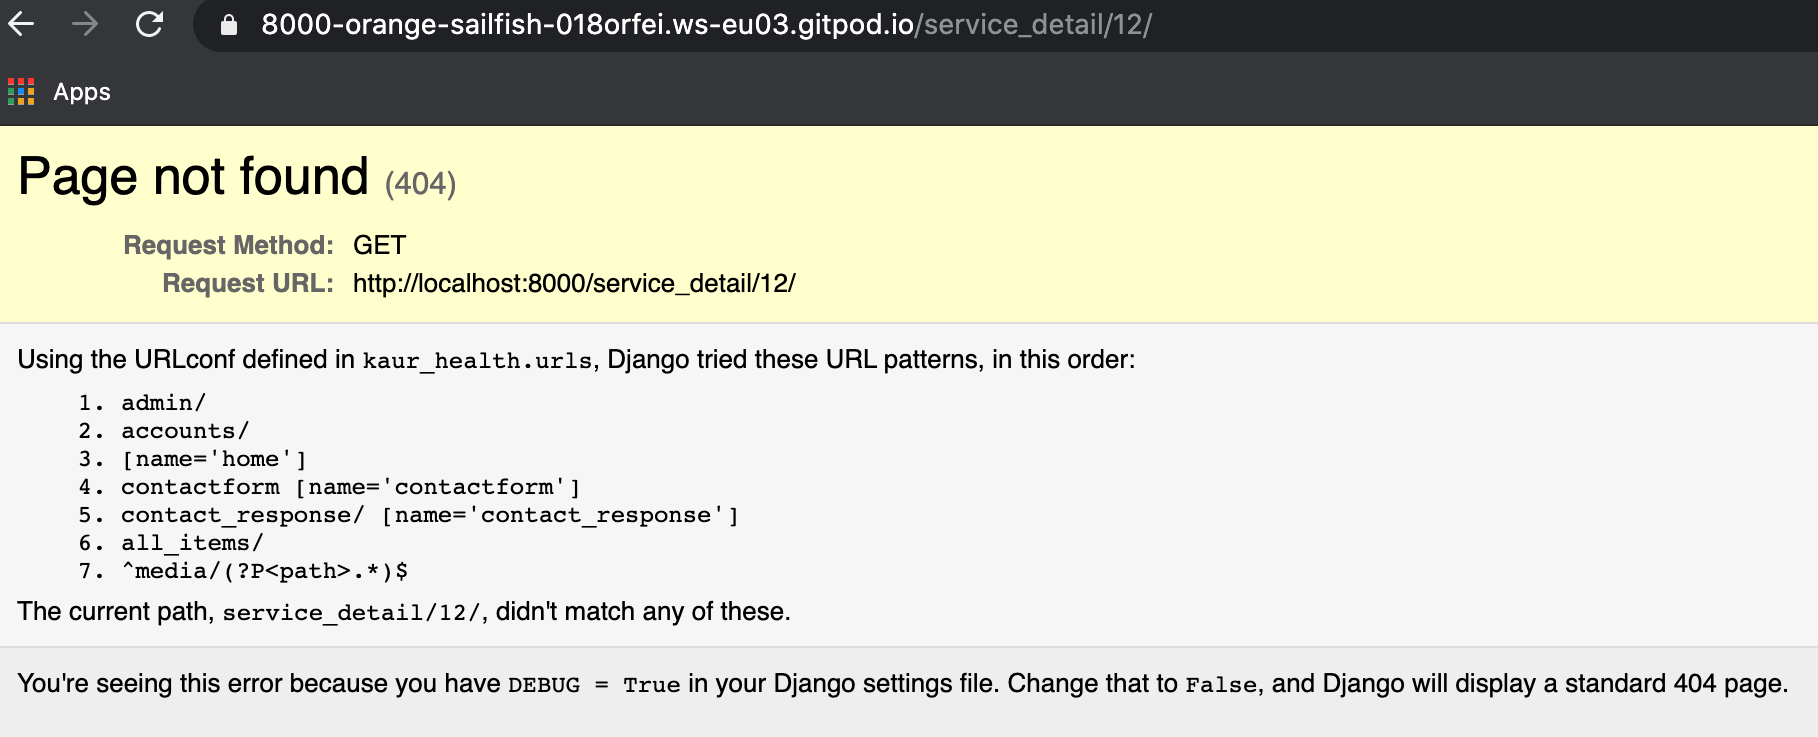 8000-orange-sailfish-018orfei.ws-eu03.gitpod.io/service_detail/12/
Apps
Page not found (404)
Request Method: GET
Request URL: http://localhost:8000/service_detail/12/
Using the URLconf defined in kaur_health.urls, Django tried these URL patterns, in this order:
1. admin/
2. accounts/
3. [name='home']
4. contactform [name='contactform']
5. contact_response/ [name='contact_response']
6. all_items/
7. ^media/(?P<path>.*)$
The current path, service_detail/12/, didn't match any of these.
You're seeing this error because you have DEBUG = True in your Django settings file. Change that to False, and Django will display a standard 404 page.